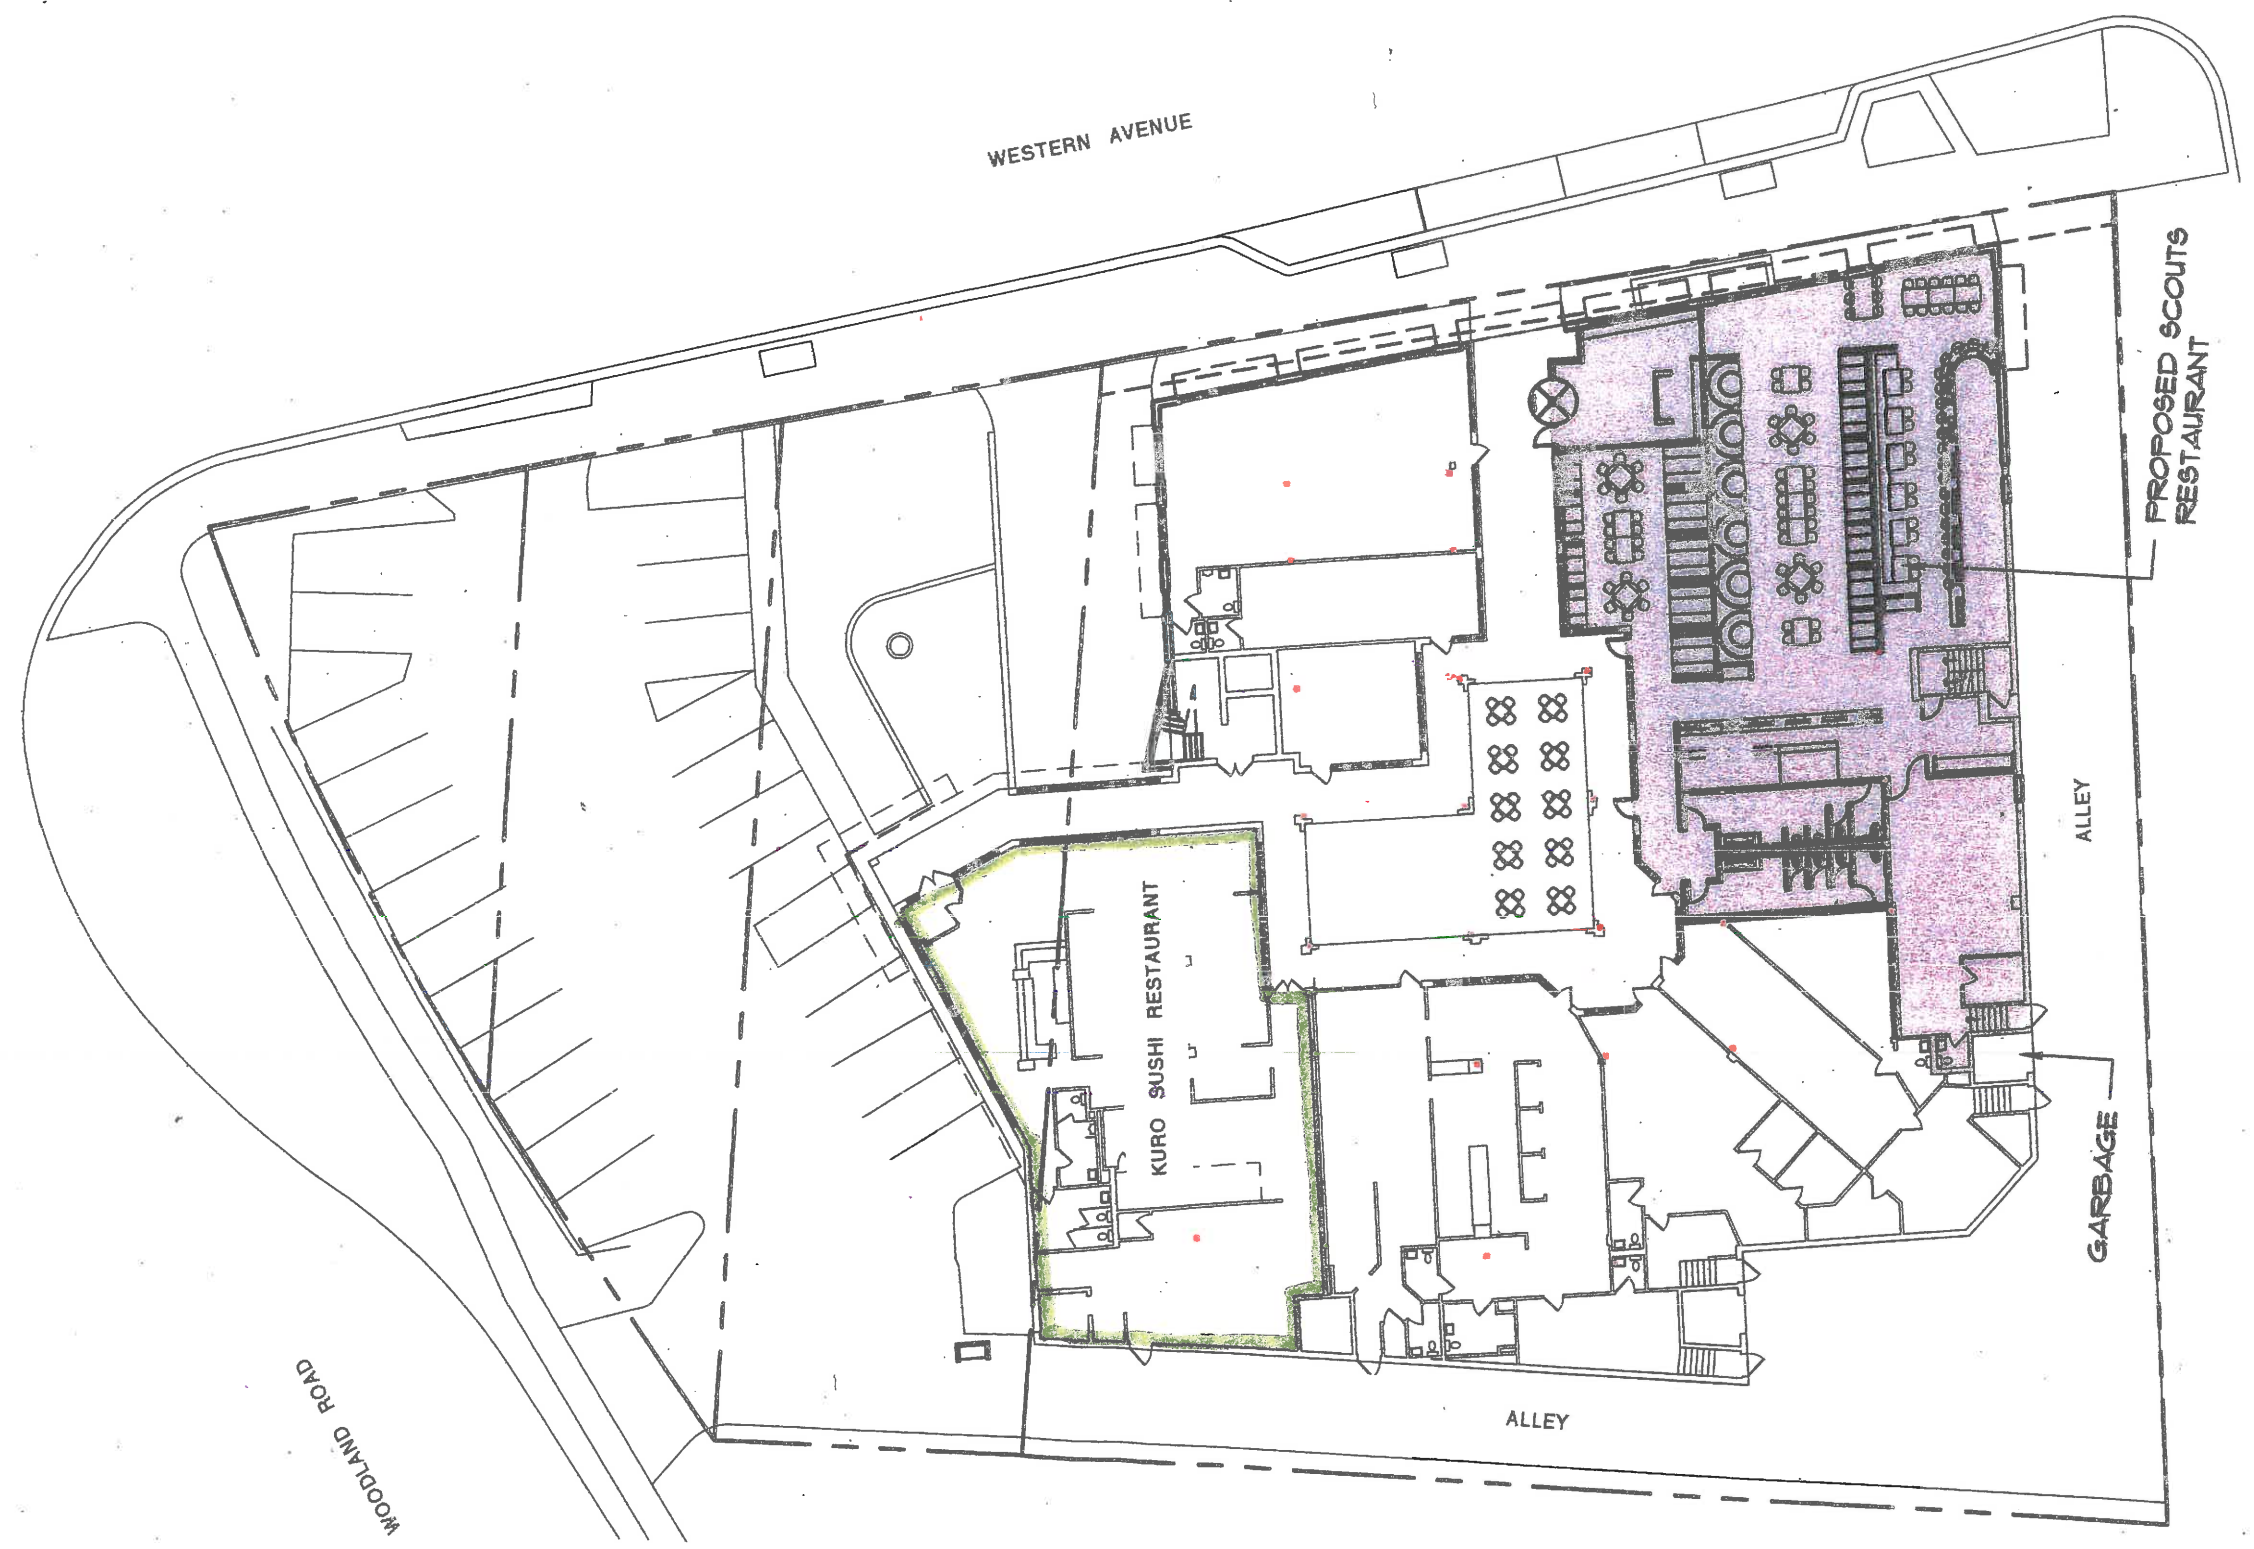 WESTERN AVENUE
PROPOSED SCOUTS
RESTAURANT
ALLEY
KURO SUSHI RESTAURANT
GARBAGE
WOODLAND ROAD
ALLEY